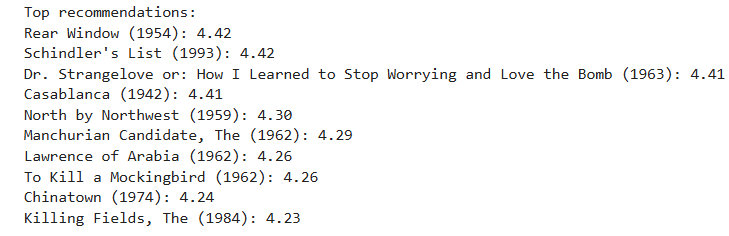 Top recommendations:
Rear Window (1954): 4.42
Schindler's List (1993): 4.42
Dr. Strangelove or: How I Learned to Stop Worrying and Love the Bomb (1963): 4.41
Casablanca (1942): 4.41
North by Northwest (1959): 4.30
Manchurian Candidate, The (1962): 4.29
Lawrence of Arabia (1962): 4.26
To Kill a Mockingbird (1962): 4.26
Chinatown (1974): 4.24
Killing Fields, The (1984): 4.23